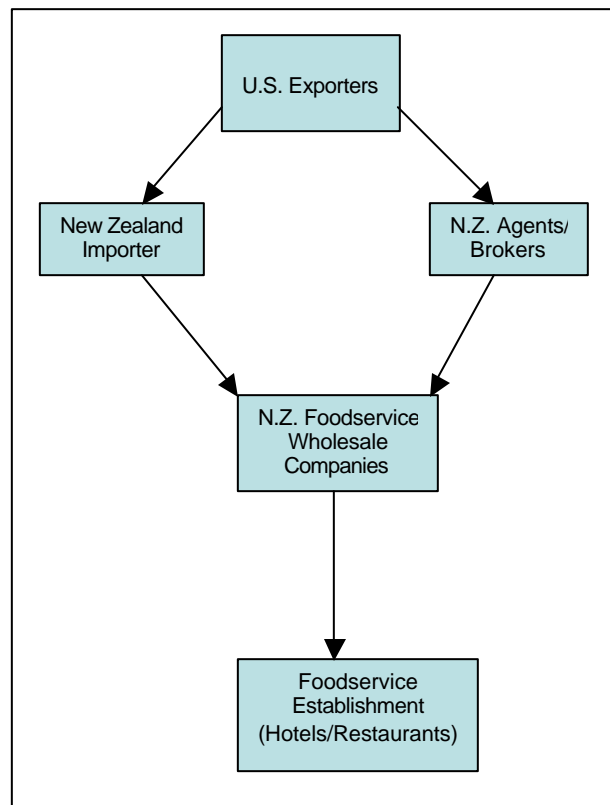 U.S. Exporters
New Zealand
Importer
N.Z. Agents/
Brokers
N.Z. Foodservice
Wholesale
Companies
Foodservice
Establishment
(Hotels/Restaurants)